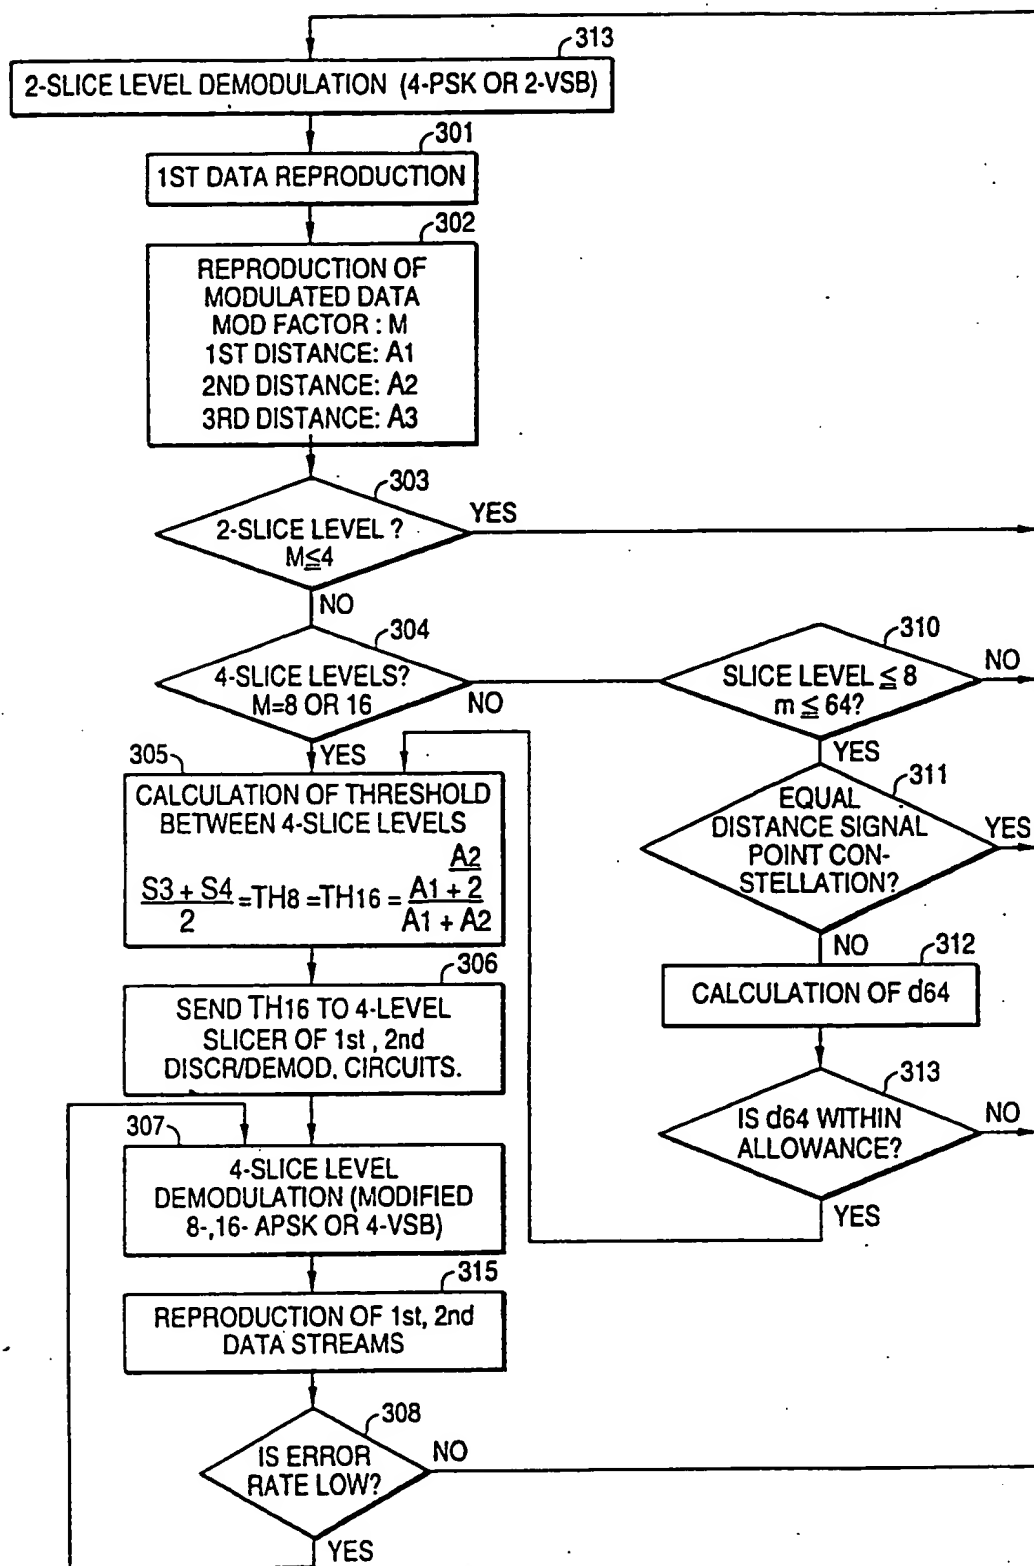 313
2-SLICE LEVEL DEMODULATION (4-PSK OR 2-VSB)
301
1ST DATA REPRODUCTION
302
REPRODUCTION OF
MODULATED DATA
MOD FACTOR : M
1ST DISTANCE: A1
2ND DISTANCE: A2
3RD DISTANCE: A3
303
2-SLICE LEVEL ?
M≦4
YES
NO
304
4-SLICE LEVELS?
M=8 OR 16
NO
YES
310
SLICE LEVEL ≦ 8
m ≦ 64?
NO
YES
311
EQUAL
DISTANCE SIGNAL
POINT CON-
STELLATION?
YES
NO
312
CALCULATION OF d64
313
IS d64 WITHIN
ALLOWANCE?
NO
YES
305
CALCULATION OF THRESHOLD
BETWEEN 4-SLICE LEVELS
A2
S3 + S4 A1 + 2
2 =TH8 =TH16 = A1 + A2
306
SEND TH16 TO 4-LEVEL
SLICER OF 1st , 2nd
DISCR/DEMOD. CIRCUITS.
307
4-SLICE LEVEL
DEMODULATION (MODIFIED
8-,16- APSK OR 4-VSB)
315
REPRODUCTION OF 1st, 2nd
DATA STREAMS
308
IS ERROR
RATE LOW?
NO
YES